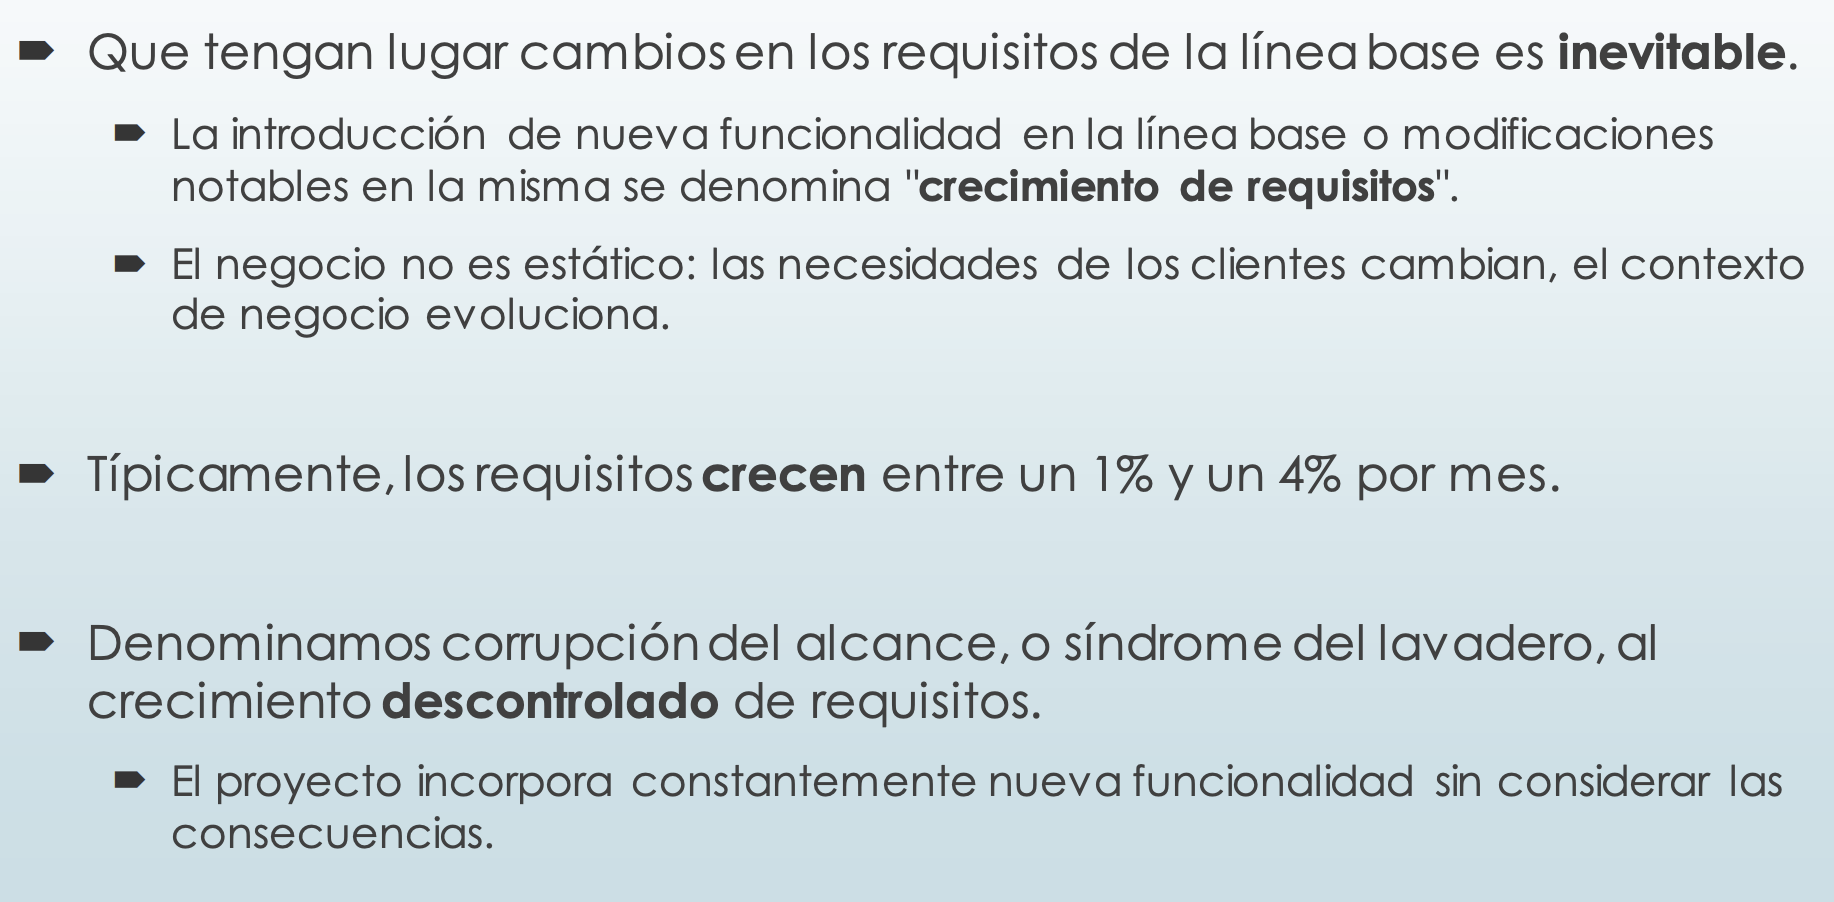 Que tengan lugar cambios en los requisitos de la línea base es inevitable.
La introducción de nueva funcionalidad en la línea base o modificaciones
notables en la misma se denomina "crecimiento de requisitos".
El negocio no es estático: las necesidades de los clientes cambian, el contexto
de negocio evoluciona.
Típicamente, los requisitos crecen entre un 1% y un 4% por mes.
Denominamos corrupción del alcance, o síndrome del lavadero, al
crecimiento descontrolado de requisitos.
El proyecto incorpora constantemente nueva funcionalidad sin considerar las
consecuencias.